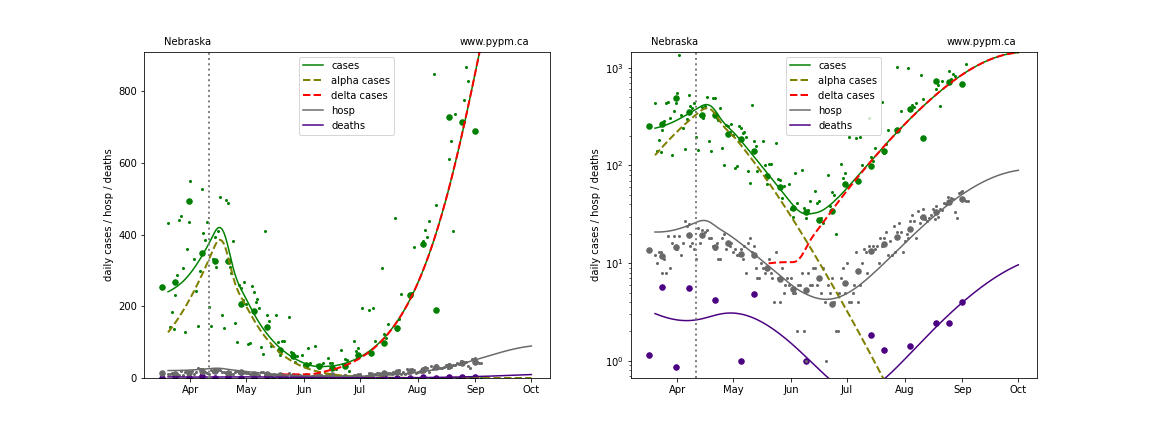 Nebraska www.pypm.ca
cases
alpha cases
delta cases
hosp
deaths
daily cases / hosp / deaths
800
600
400
200
0
Apr May Jun Jul Aug Sep Oct
Nebraska www.pypm.ca
cases
alpha cases
delta cases
hosp
deaths
daily cases / hosp / deaths
10³
10²
10¹
10⁰
Apr May Jun Jul Aug Sep Oct